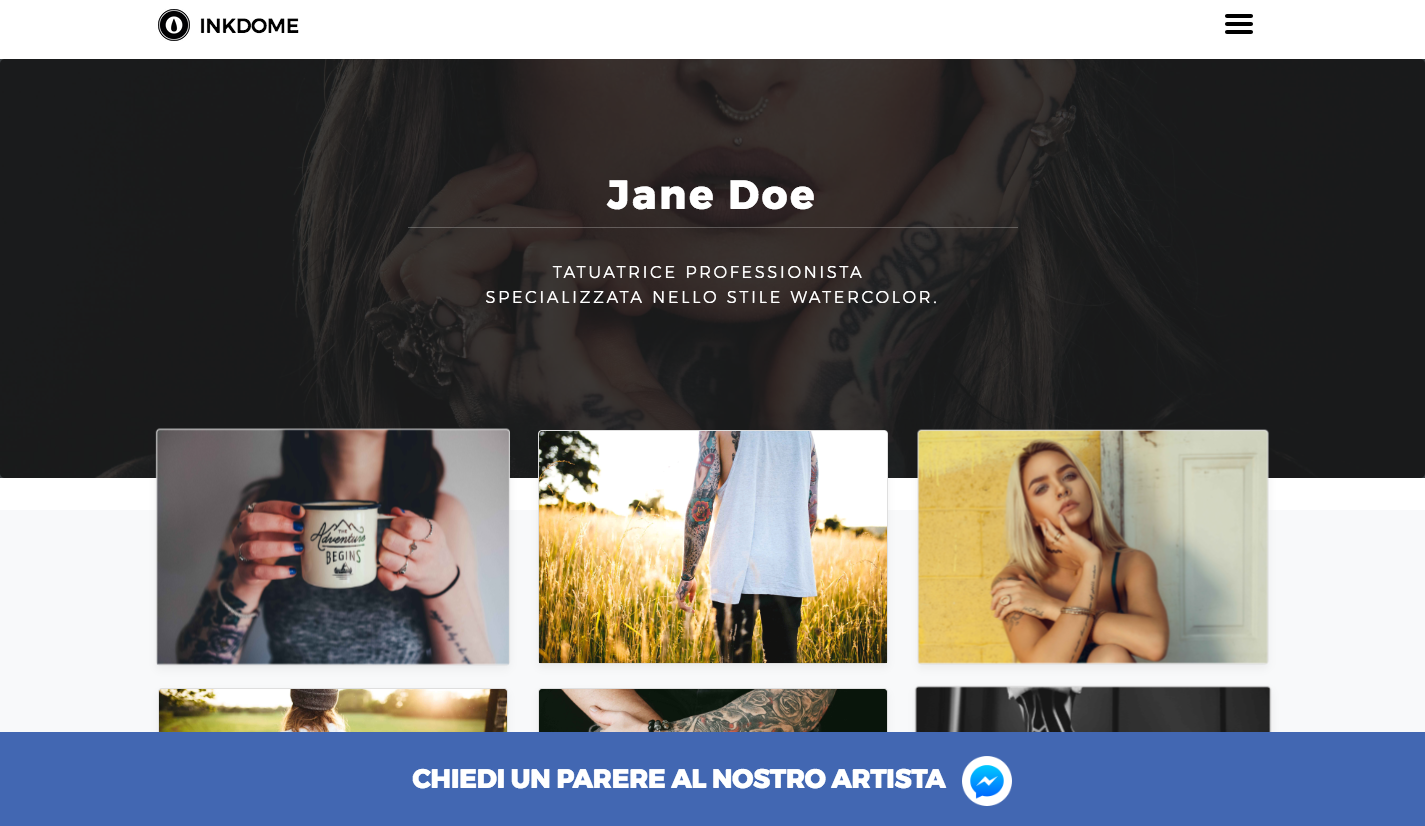 INKDOME
Jane Doe
TATUATRICE PROFESSIONISTA
SPECIALIZZATA NELLO STILE WATERCOLOR.
THE
Adventure
BEGINS
CHIEDI UN PARERE AL NOSTRO ARTISTA